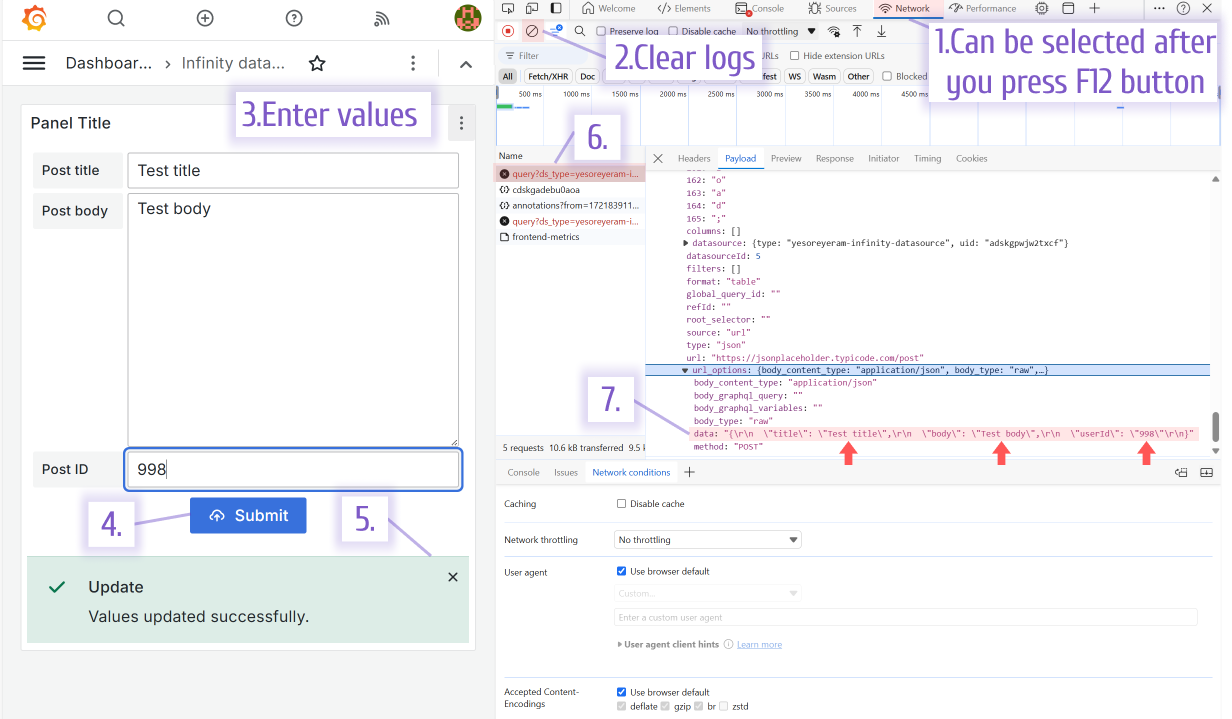 Dashboar... › Infinity data...
3.Enter values
Panel Title
Post title
Test title
Post body
Test body
Post ID
998
4.
Submit
5.
Update
Values updated successfully.
Welcome
Elements
Console
Sources
Network
Performance
Preserve log
Disable cache
No throttling
1.Can be selected after
you press F12 button
2.Clear logs
Filter
URLs
Hide extension URLs
All
Fetch/XHR
Doc
WS
Wasm
Other
Blocked
500 ms
1000 ms
1500 ms
2000 ms
2500 ms
3000 ms
3500 ms
4000 ms
6.
Name
query?ds_type=yesoreyeram-i...
cdskgadebu0aoa
annotations?from=172183911...
query?ds_type=yesoreyeram-i...
frontend-metrics
5 requests 10.6 kB transferred 9.5 k
Headers
Payload
Preview
Response
Initiator
Timing
Cookies
162: "o"
163: "a"
164: "d"
165: ";"
columns: []
datasource: {type: "yesoreyeram-infinity-datasource", uid: "adskgpwjw2txcf"}
datasourceId: 5
filters: []
format: "table"
global_query_id: ""
refId: ""
root_selector: ""
source: "url"
type: "json"
url: "https://jsonplaceholder.typicode.com/post"
url_options: {body_content_type: "application/json", body_type: "raw",…}
body_content_type: "application/json"
body_graphql_query: ""
body_graphql_variables: ""
body_type: "raw"
7.
data: "{\r\n  \"title\": \"Test title\",\r\n  \"body\": \"Test body\",\r\n  \"userId\": \"998\"\r\n}"
method: "POST"
Console
Issues
Network conditions
Caching
Disable cache
Network throttling
No throttling
User agent
Use browser default
Custom...
Enter a custom user agent
User agent client hints
Learn more
Accepted Content-
Encodings
Use browser default
deflate
gzip
br
zstd